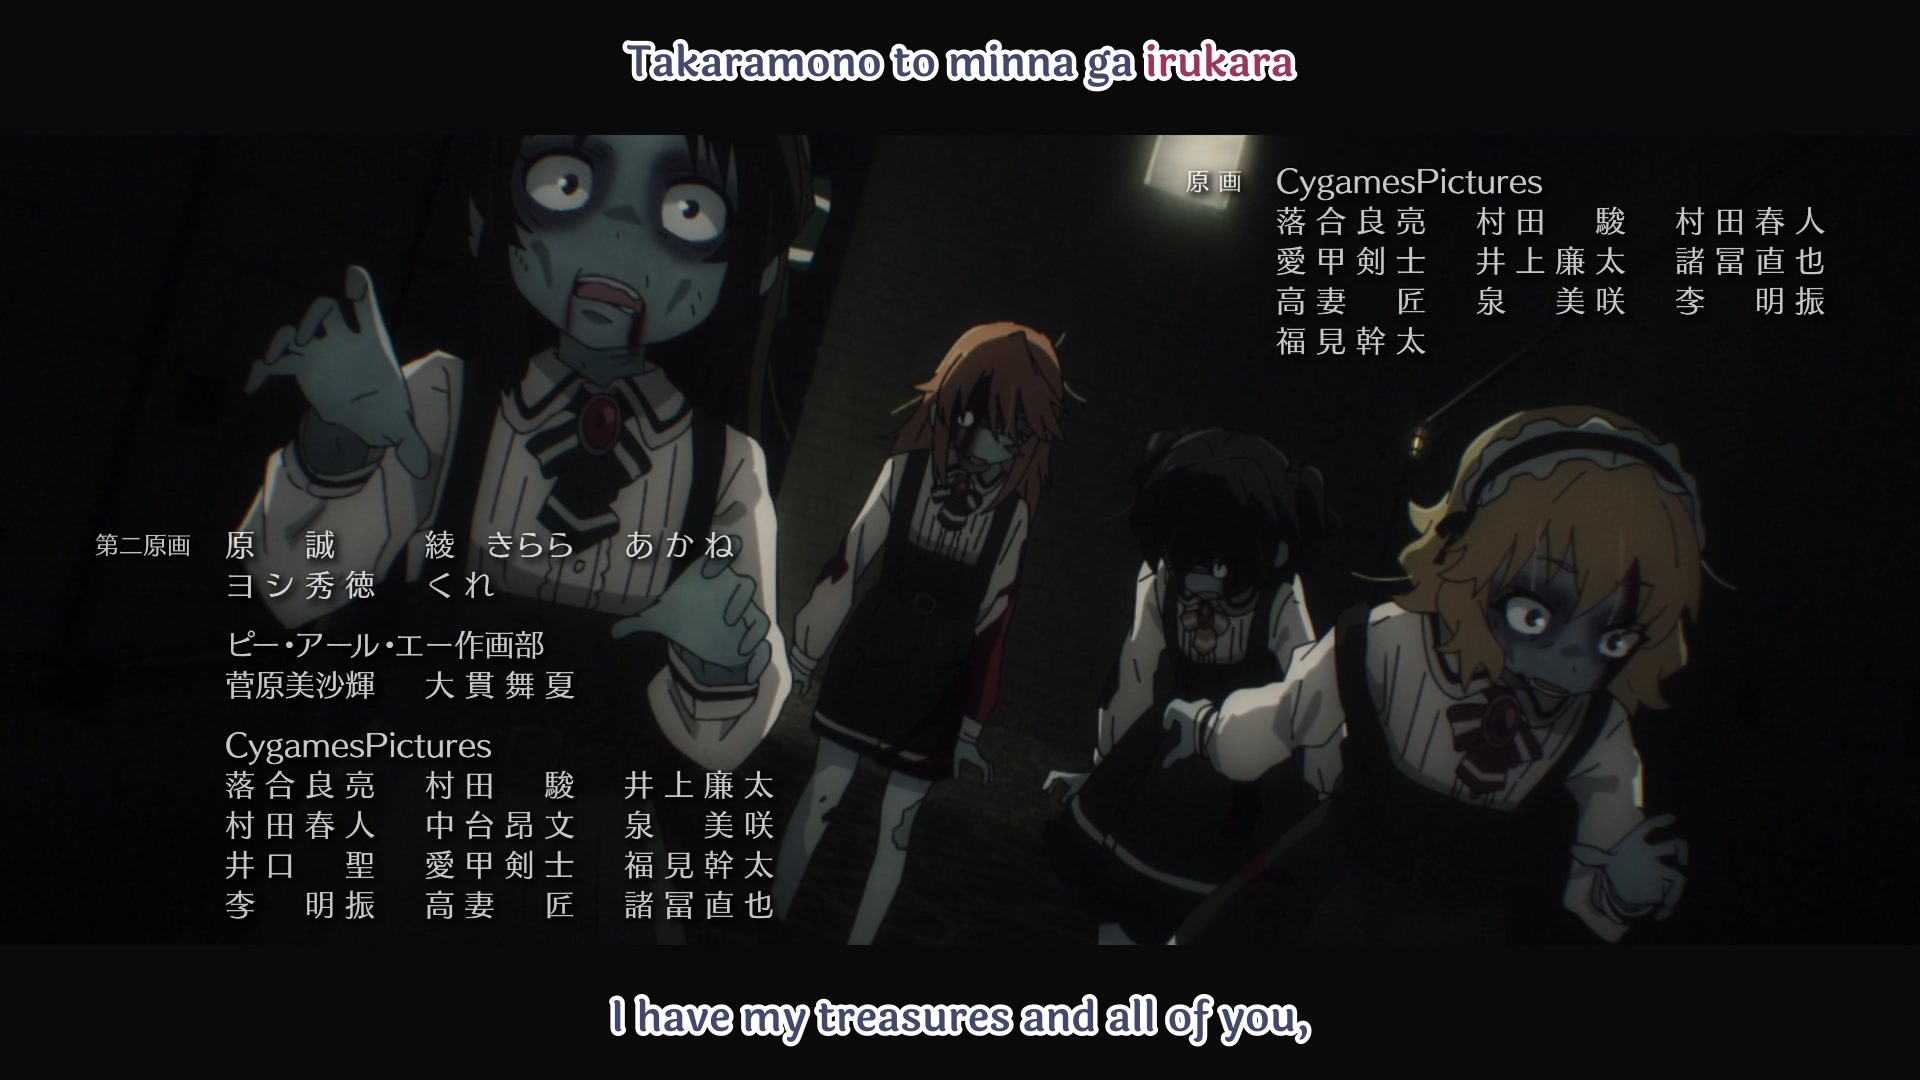 Takaramono to minna ga irukara
原画 CygamesPictures
落合良亮 村田 駿 村田春人
愛甲剣士 井上廉太 諸冨直也
高妻 匠 泉 美咲 李 明振
福見幹太
第二原画 原 誠 綾 さらら あかね
ヨシ秀徳 くれ
ピー・アール・エー作画部
菅原美沙輝 大貫舞夏
CygamesPictures
落合良亮 村田 駿 井上廉太
村田春人 中台昂文 泉 美咲
井口 聖 愛甲剣士 福見幹太
李 明振 高妻 匠 諸冨直也
I have my treasures and all of you,